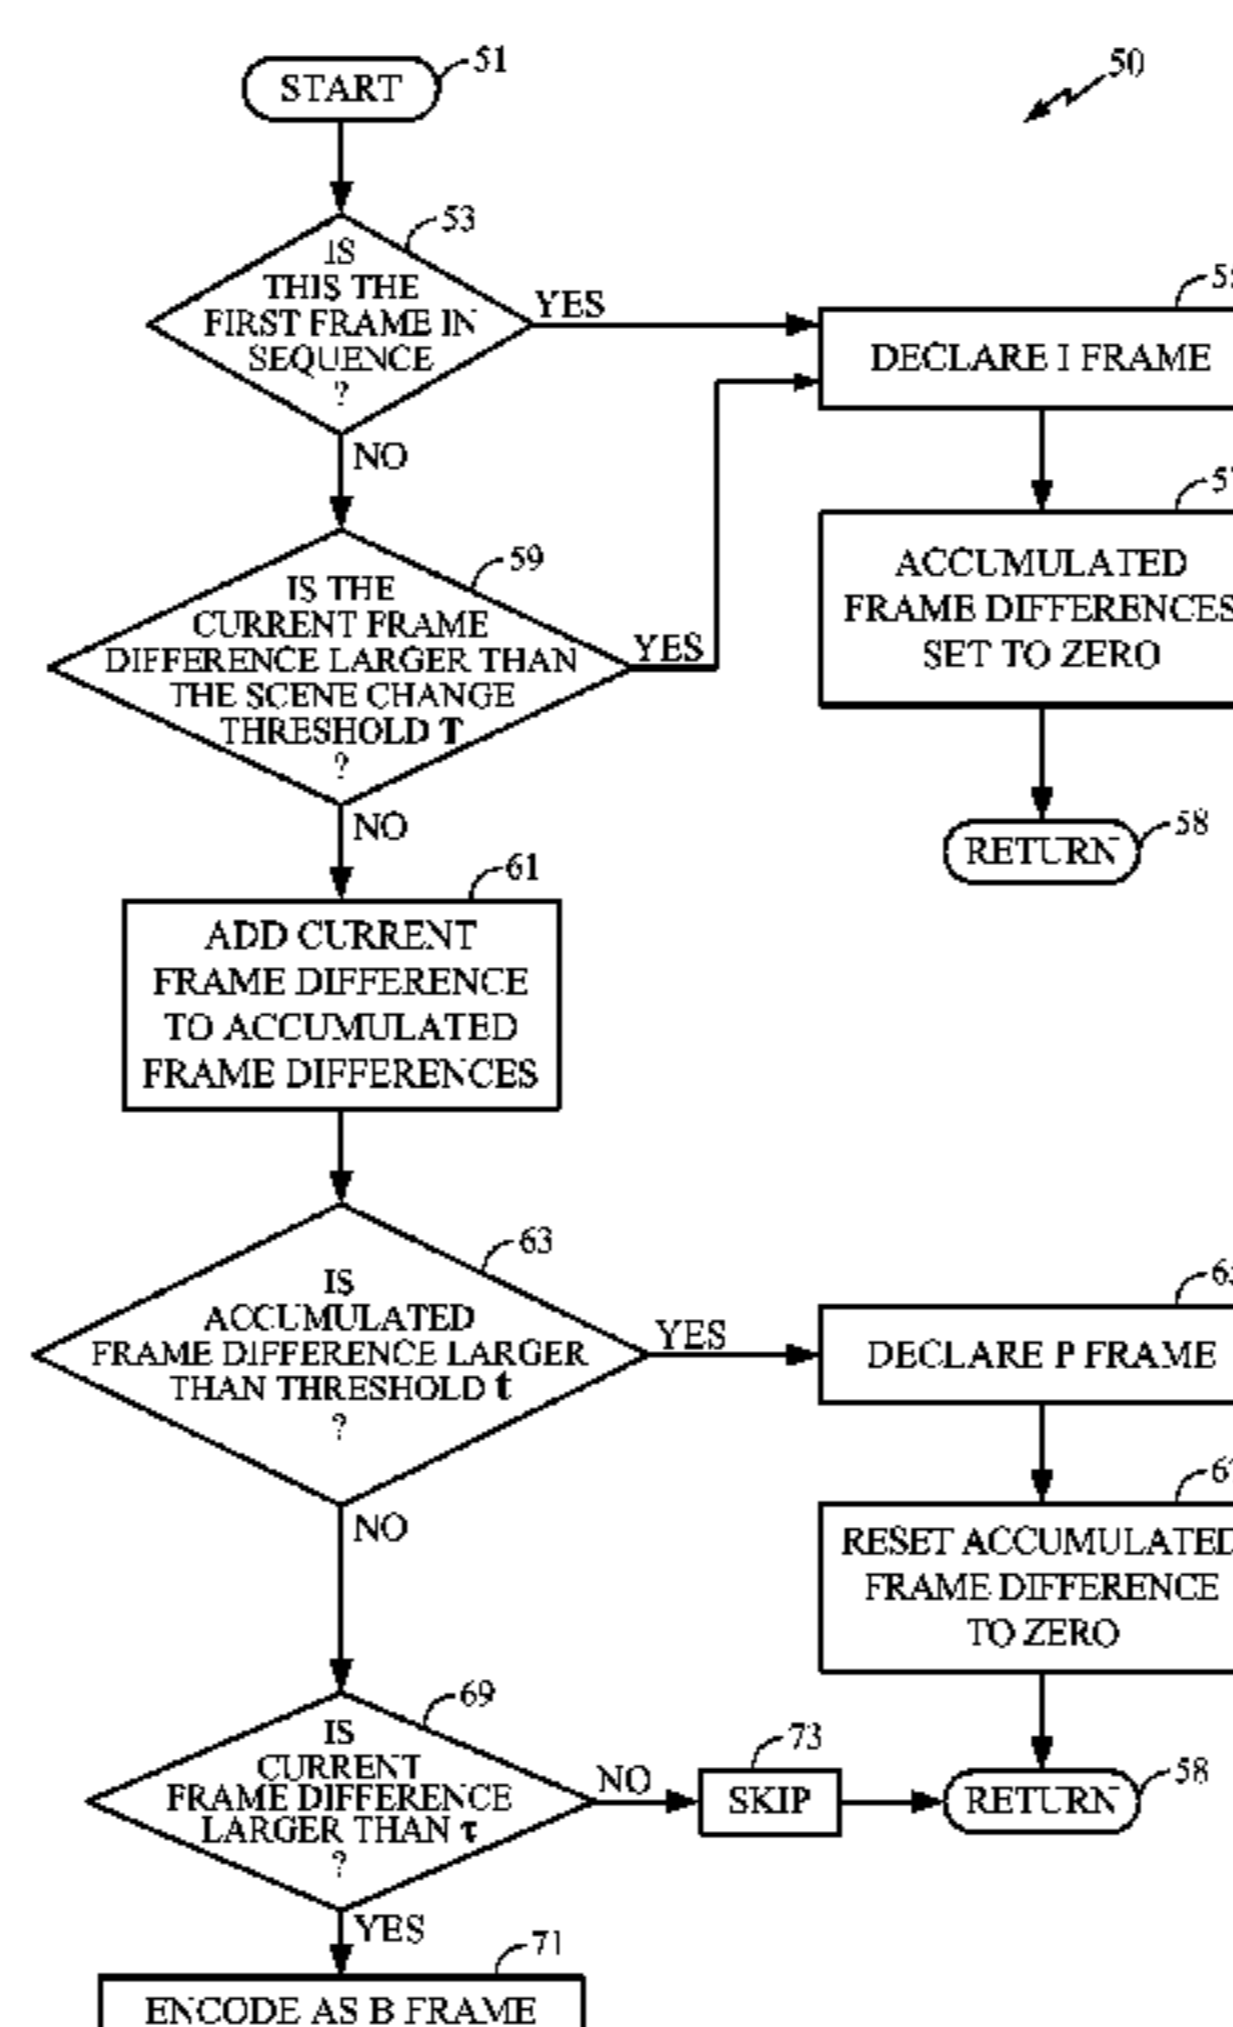 START
51
50
53
IS
THIS THE
FIRST FRAME IN
SEQUENCE
?
YES
NO
DECLARE I FRAME
ACCUMULATED
FRAME DIFFERENCES
SET TO ZERO
59
IS THE
CURRENT FRAME
DIFFERENCE LARGER THAN
THE SCENE CHANGE
THRESHOLD T
?
YES
NO
RETURN
58
61
ADD CURRENT
FRAME DIFFERENCE
TO ACCUMULATED
FRAME DIFFERENCES
63
IS
ACCUMULATED
FRAME DIFFERENCE LARGER
THAN THRESHOLD t
?
YES
NO
DECLARE P FRAME
RESET ACCUMULATED
FRAME DIFFERENCE
TO ZERO
69
IS
CURRENT
FRAME DIFFERENCE
LARGER THAN τ
?
NO
73
SKIP
RETURN
58
YES
71
ENCODE AS B FRAME